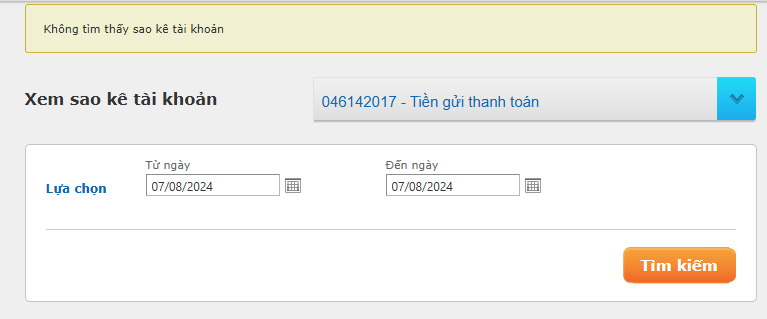 Không tìm thấy sao kê tài khoản
Xem sao kê tài khoản
046142017 - Tiền gửi thanh toán
Từ ngày
Đến ngày
Lựa chọn
07/08/2024
07/08/2024
Tìm kiếm